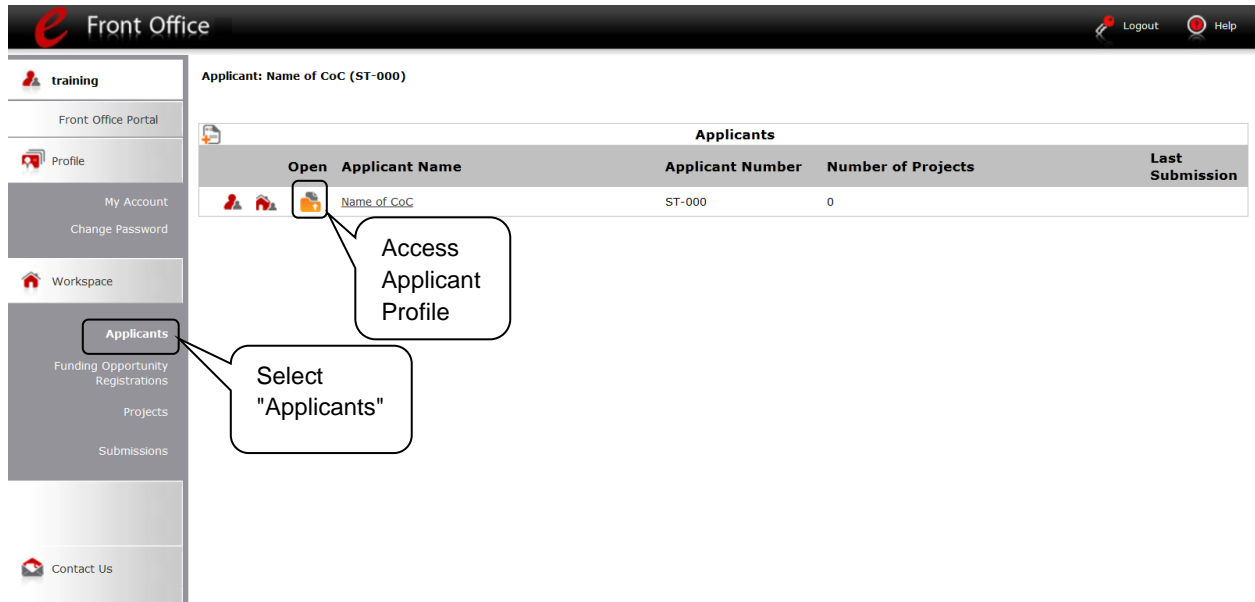 e Front Office
Logout
Help
training
Applicant: Name of CoC (ST-000)
Front Office Portal
Applicants
Profile
Open Applicant Name Applicant Number Number of Projects Last
Submission
My Account
Name of CoC ST-000 0
Change Password
Access
Applicant
Profile
Workspace
Applicants
Funding Opportunity
Registrations
Select
"Applicants"
Projects
Submissions
Contact Us